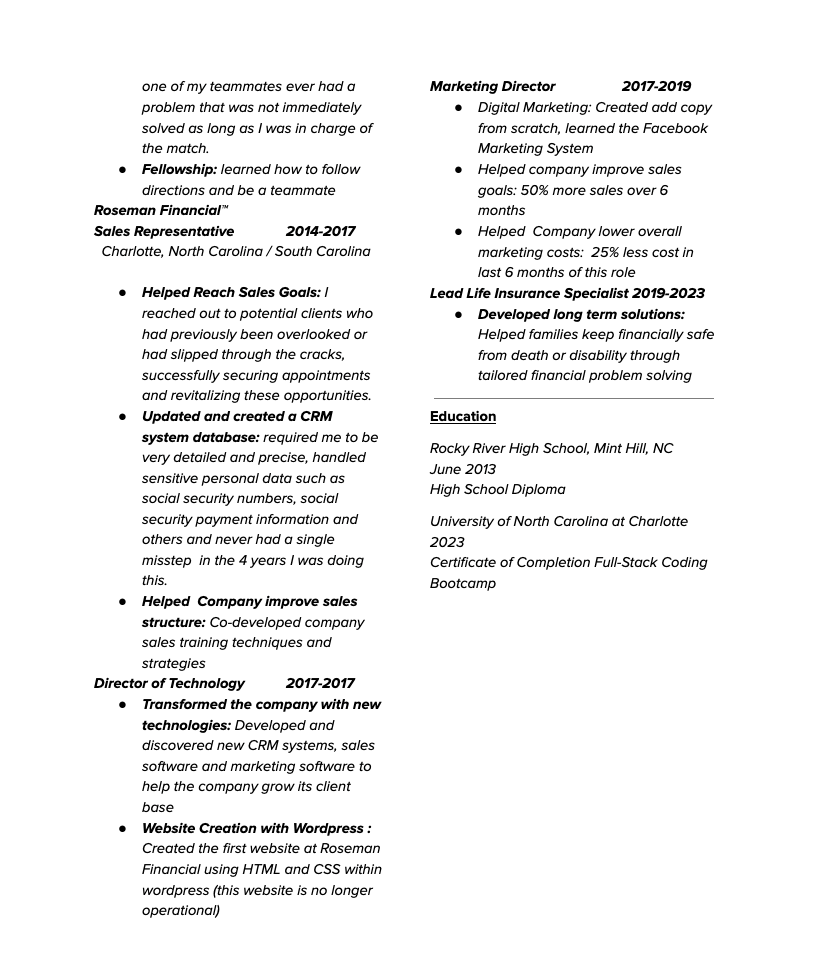 one of my teammates ever had a
problem that was not immediately
solved as long as I was in charge of
the match.
● Fellowship: learned how to follow
directions and be a teammate
Roseman Financial™
Sales Representative 2014-2017
Charlotte, North Carolina / South Carolina
● Helped Reach Sales Goals: I
reached out to potential clients who
had previously been overlooked or
had slipped through the cracks,
successfully securing appointments
and revitalizing these opportunities.
● Updated and created a CRM
system database: required me to be
very detailed and precise, handled
sensitive personal data such as
social security numbers, social
security payment information and
others and never had a single
misstep  in the 4 years I was doing
this.
● Helped  Company improve sales
structure: Co-developed company
sales training techniques and
strategies
Director of Technology 2017-2017
● Transformed the company with new
technologies: Developed and
discovered new CRM systems, sales
software and marketing software to
help the company grow its client
base
● Website Creation with Wordpress :
Created the first website at Roseman
Financial using HTML and CSS within
wordpress (this website is no longer
operational)
Marketing Director 2017-2019
● Digital Marketing: Created add copy
from scratch, learned the Facebook
Marketing System
● Helped company improve sales
goals: 50% more sales over 6
months
● Helped  Company lower overall
marketing costs:  25% less cost in
last 6 months of this role
Lead Life Insurance Specialist 2019-2023
● Developed long term solutions:
Helped families keep financially safe
from death or disability through
tailored financial problem solving
Education
Rocky River High School, Mint Hill, NC
June 2013
High School Diploma
University of North Carolina at Charlotte
2023
Certificate of Completion Full-Stack Coding
Bootcamp